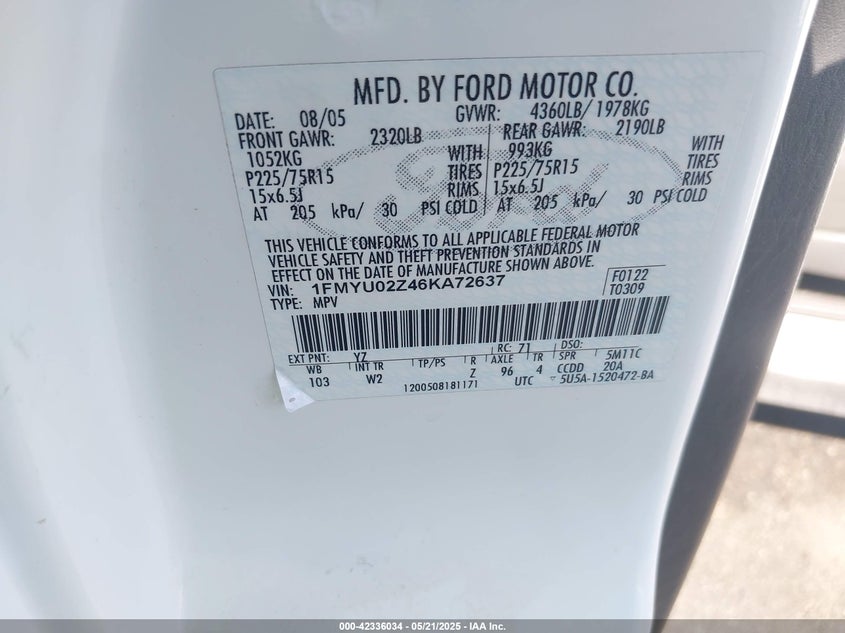 MFD. BY FORD MOTOR CO.
DATE: 08/05 GVWR: 4360LB/ 1978KG
FRONT GAWR: 2320LB REAR GAWR: 2190LB
1052KG WITH 993KG WITH
P225/75R15 TIRES P225/75R15 TIRES
15x6.5J RIMS 15x6.5J RIMS
AT 205 kPa/ 30 PSI COLD AT 205 kPa/ 30 PSI COLD
Ford
THIS VEHICLE CONFORMS TO ALL APPLICABLE FEDERAL MOTOR
VEHICLE SAFETY AND THEFT PREVENTION STANDARDS IN
EFFECT ON THE DATE OF MANUFACTURE SHOWN ABOVE.
VIN: 1FMYU02Z46KA72637 F0122
TYPE: MPV T0309
EXT PNT: YZ RC: 71 DSO:
WB INT TR TP/PS R AXLE TR SPR 5M11C
103 W2 Z 96 4 CCDD 20A
1200508181171 UTC 5U5A-1520472-BA
000-42336034 - 05/21/2025 - IAA Inc.